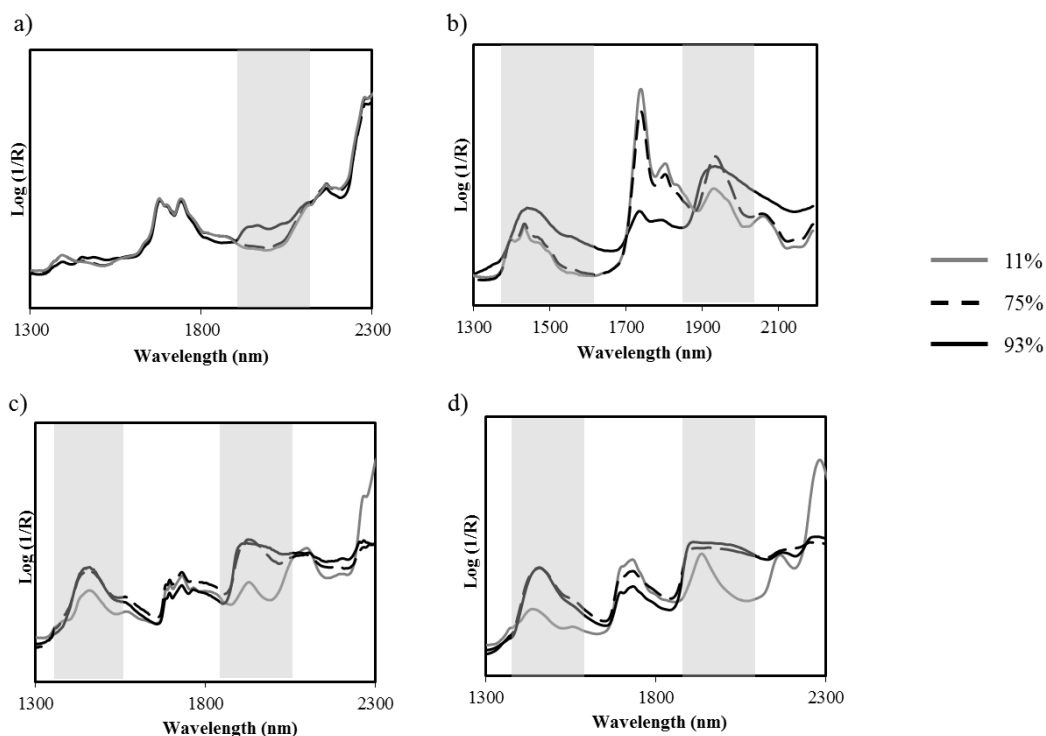 a)
Log (1/R)
1300 1800 2300
Wavelength (nm)
b)
Log (1/R)
1300 1500 1700 1900 2100
Wavelength (nm)
11%
75%
93%
c)
Log (1/R)
1300 1800 2300
Wavelength (nm)
d)
Log (1/R)
1300 1800 2300
Wavelength (nm)